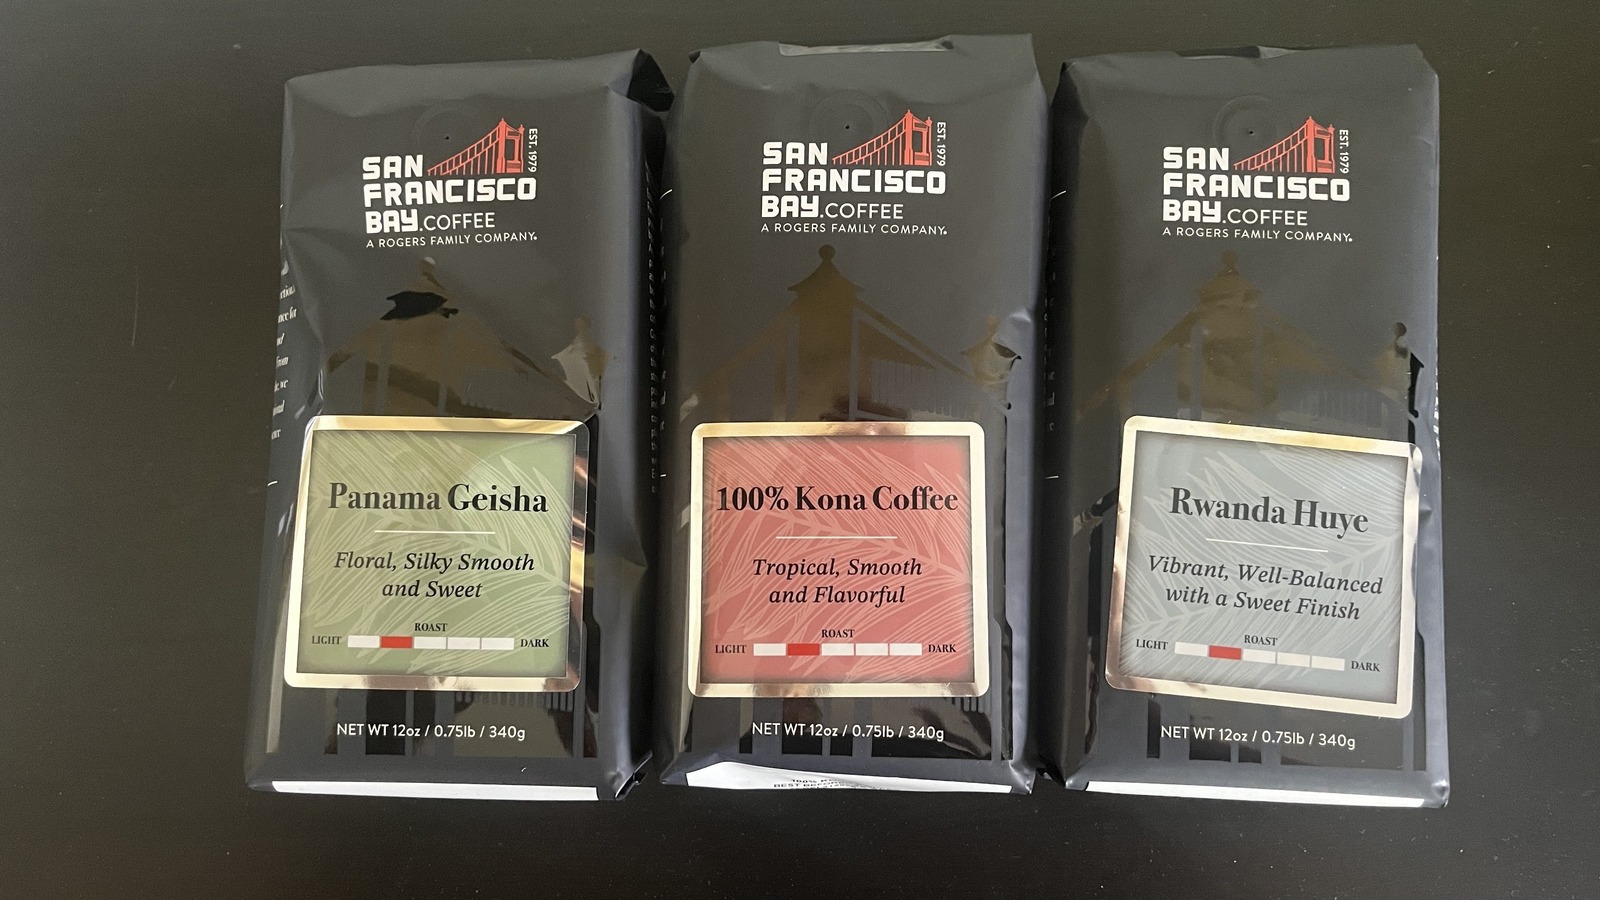 SAN
FRANCISCO
BAY.COFFEE
EST. 1979
A ROGERS FAMILY COMPANY.
Panama Geisha
Floral, Silky Smooth
and Sweet
ROAST
LIGHT DARK
NET WT 12oz / 0.75lb / 340g
SAN
FRANCISCO
BAY.COFFEE
EST. 1979
A ROGERS FAMILY COMPANY.
100% Kona Coffee
Tropical, Smooth
and Flavorful
ROAST
LIGHT DARK
NET WT 12oz / 0.75lb / 340g
SAN
FRANCISCO
BAY.COFFEE
EST. 1979
A ROGERS FAMILY COMPANY.
Rwanda Huye
Vibrant, Well-Balanced
with a Sweet Finish
ROAST
LIGHT DARK
NET WT 12oz / 0.75lb / 340g